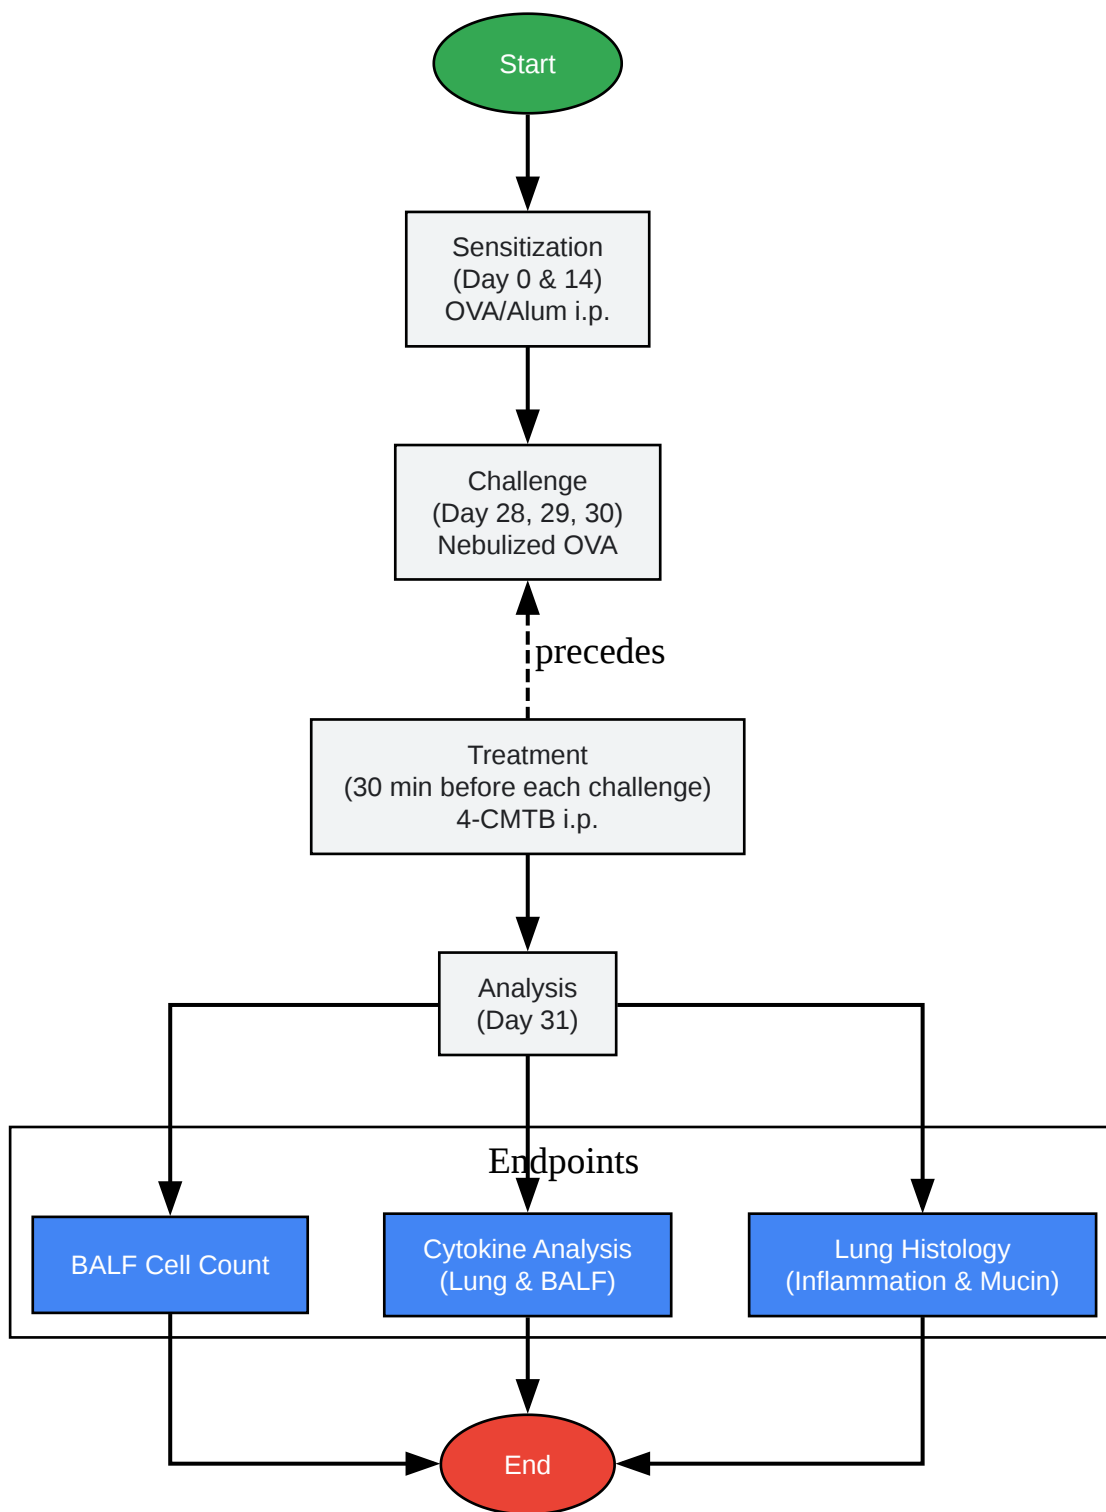 Start
Sensitization
(Day 0 & 14)
OVA/Alum i.p.
Challenge
(Day 28, 29, 30)
Nebulized OVA
precedes
Treatment
(30 min before each challenge)
4-CMTB i.p.
Analysis
(Day 31)
Endpoints
BALF Cell Count
Cytokine Analysis
(Lung & BALF)
Lung Histology
(Inflammation & Mucin)
End